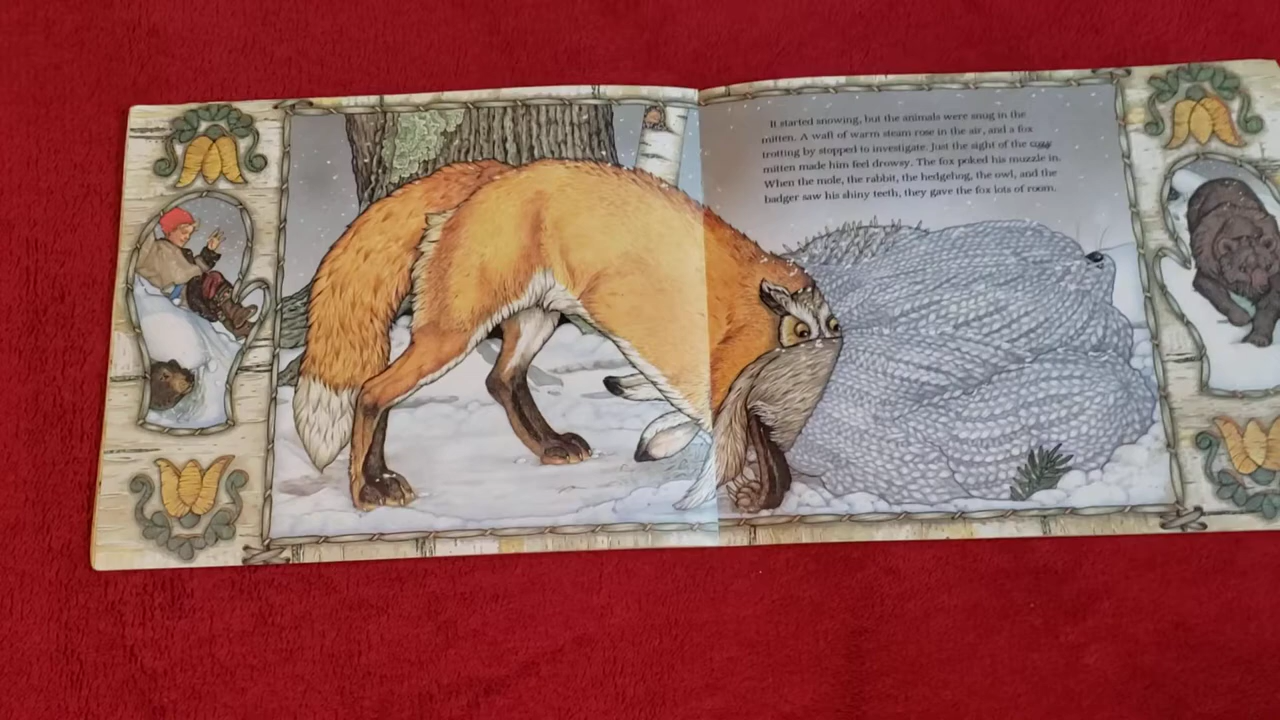 It started snowing, but the animals were snug in the
mitten. A waft of warm steam rose in the air, and a fox
trotting by stopped to investigate. Just the sight of the cozy
mitten made him feel drowsy. The fox poked his muzzle in.
When the mole, the rabbit, the hedgehog, the owl, and the
badger saw his shiny teeth, they gave the fox lots of room.